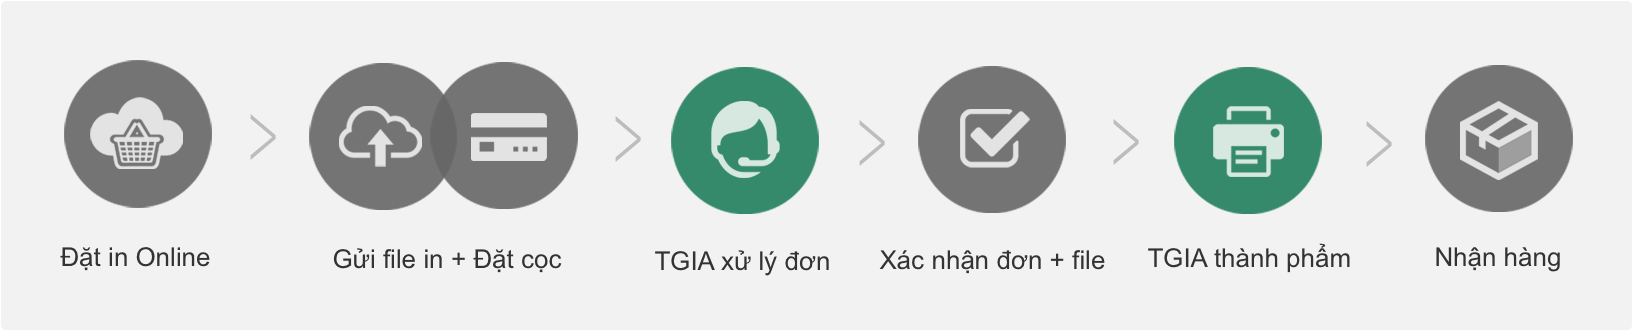 Đặt in Online
Gửi file in + Đặt cọc
TGIA xử lý đơn
Xác nhận đơn + file
TGIA thành phẩm
Nhận hàng